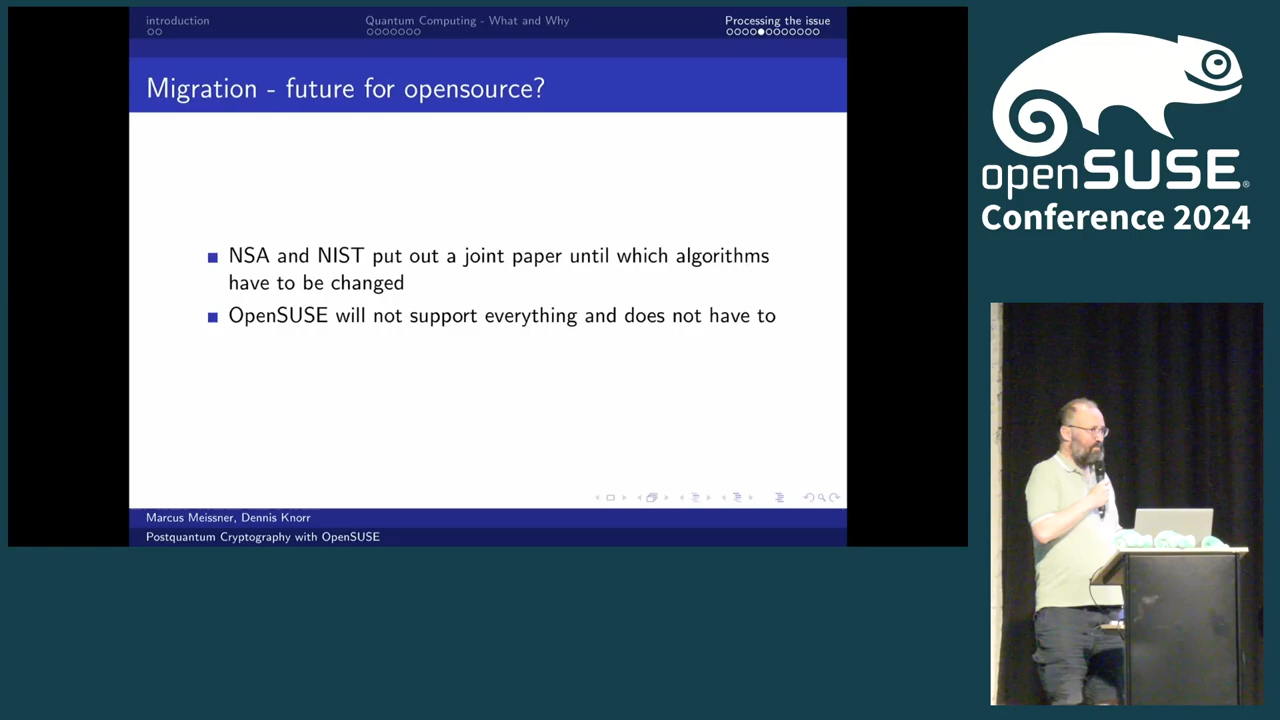 introduction
Quantum Computing - What and Why
Processing the issue
Migration - future for opensource?
NSA and NIST put out a joint paper until which algorithms
have to be changed
OpenSUSE will not support everything and does not have to
Marcus Meissner, Dennis Knorr
Postquantum Cryptography with OpenSUSE
openSUSE®
Conference 2024